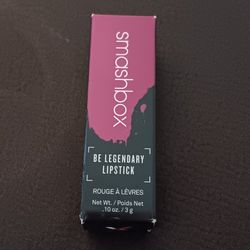 smashbox
BE LEGENDARY
LIPSTICK
ROUGE À LÈVRES
Net Wt. / Poids Net
.10 oz. / 3 g